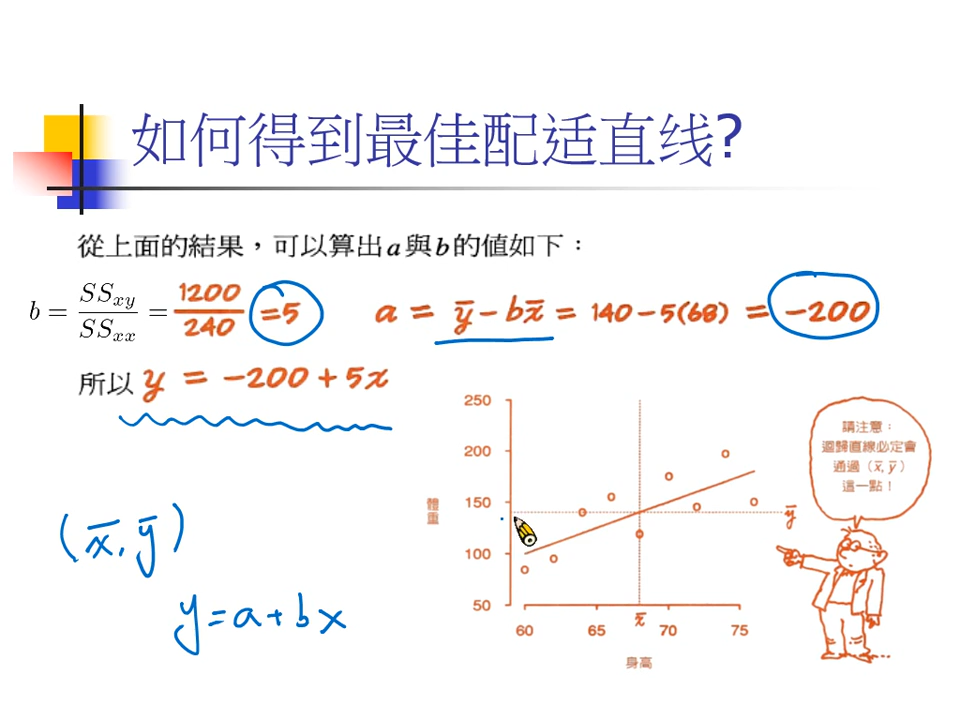 如何得到最佳配适直线?
從上面的結果，可以算出a與b的值如下：
b = SSxy / SSxx = 1200 / 240 = 5 a = ȳ − bx̄ = 140 − 5(68) = −200
所以 y = −200 + 5x
(x̄, ȳ)
y = a + bx
250
200
150
100
50
體重
ȳ
60 65 x̄ 70 75
身高
請注意：
迴歸直線必定會
通過 (x̄, ȳ)
這一點！